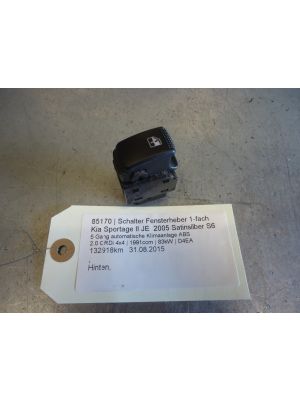 85170 | Schalter Fensterheber 1-fach
Kia Sportage II JE 2005 Satinsilber S6
5 Gang automatische Klimaanlage ABS
2.0 CRDi 4x4 | 1991ccm | 83kW | D4EA
132918km 31.08.2015
Hinten,